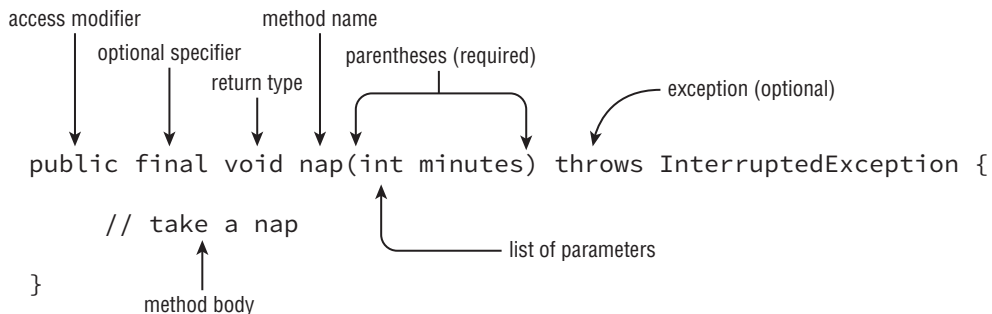 access modifier
method name
optional specifier
parentheses (required)
return type
exception (optional)
public final void nap(int minutes) throws InterruptedException {
// take a nap
list of parameters
}
method body